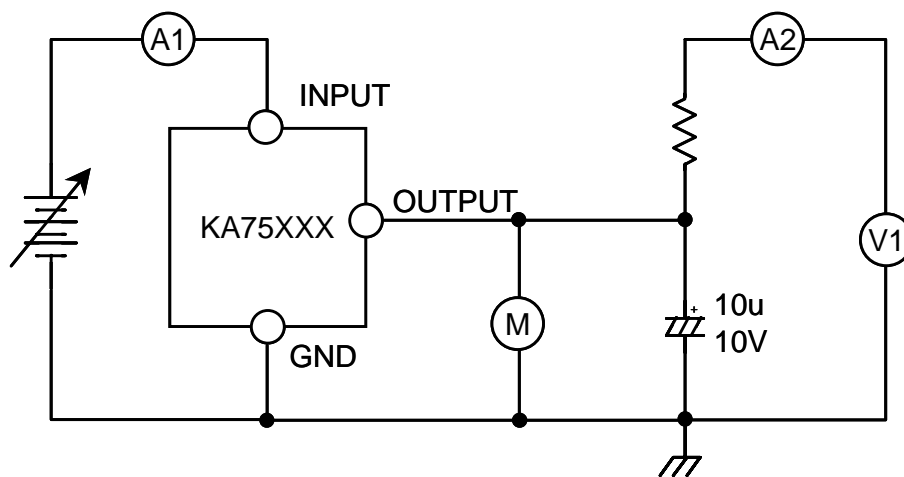 A1
A2
INPUT
KA75XXX
OUTPUT
V1
M
+
10u
10V
GND